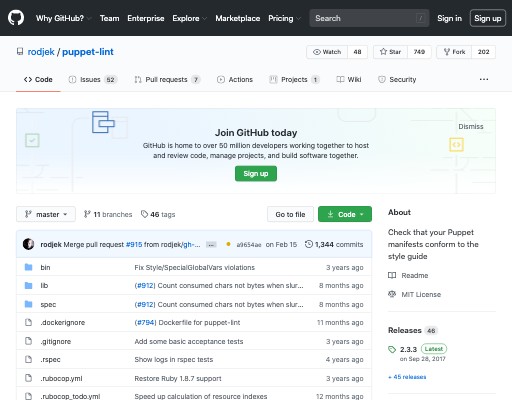 Why GitHub? Team Enterprise Explore Marketplace Pricing Search / Sign in Sign up
rodjek / puppet-lint Watch 48 Star 749 Fork 202
Code Issues 52 Pull requests 7 Actions Projects 1 Wiki Security ...
Join GitHub today Dismiss
GitHub is home to over 50 million developers working together to host
and review code, manage projects, and build software together.
Sign up
master 11 branches 46 tags Go to file Code
rodjek Merge pull request #915 from rodjek/gh-... ... a9654ae on Feb 15 1,344 commits
bin Fix Style/SpecialGlobalVars violations 3 years ago
lib (#912) Count consumed chars not bytes when slur... 8 months ago
spec (#912) Count consumed chars not bytes when slur... 8 months ago
.dockerignore (#794) Dockerfile for puppet-lint 11 months ago
.gitignore Add some basic acceptance tests 3 years ago
.rspec Show logs in rspec tests 4 years ago
.rubocop.yml Restore Ruby 1.8.7 support 3 years ago
.rubocop_todo.yml Speed up calculation of resource indexes 12 months ago
About
Check that your Puppet
manifests conform to the
style guide
Readme
MIT License
Releases 46
2.3.3 Latest
on Sep 28, 2017
+ 45 releases